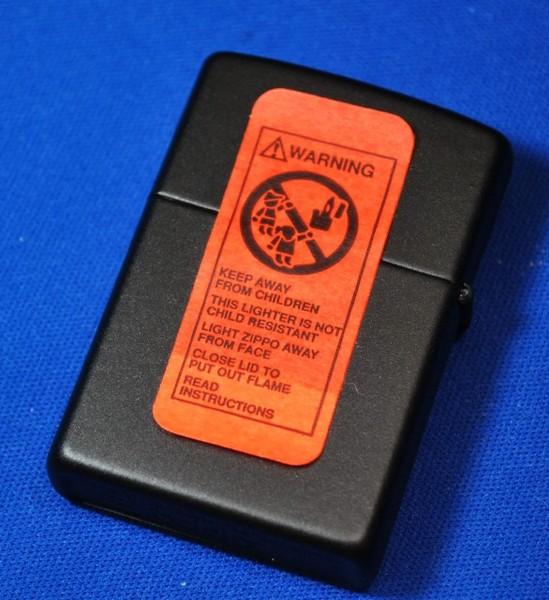 WARNING
KEEP AWAY
FROM CHILDREN
THIS LIGHTER IS NOT
CHILD RESISTANT
LIGHT ZIPPO AWAY
FROM FACE
CLOSE LID TO
PUT OUT FLAME
READ
INSTRUCTIONS